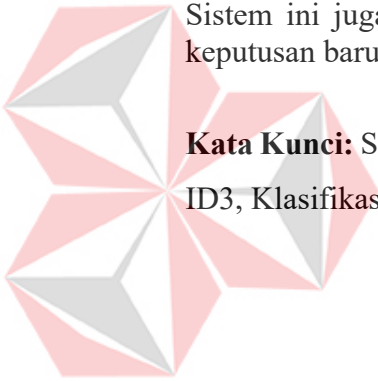 Sistem ini juga
keputusan baru
Kata Kunci: S
ID3, Klasifikas